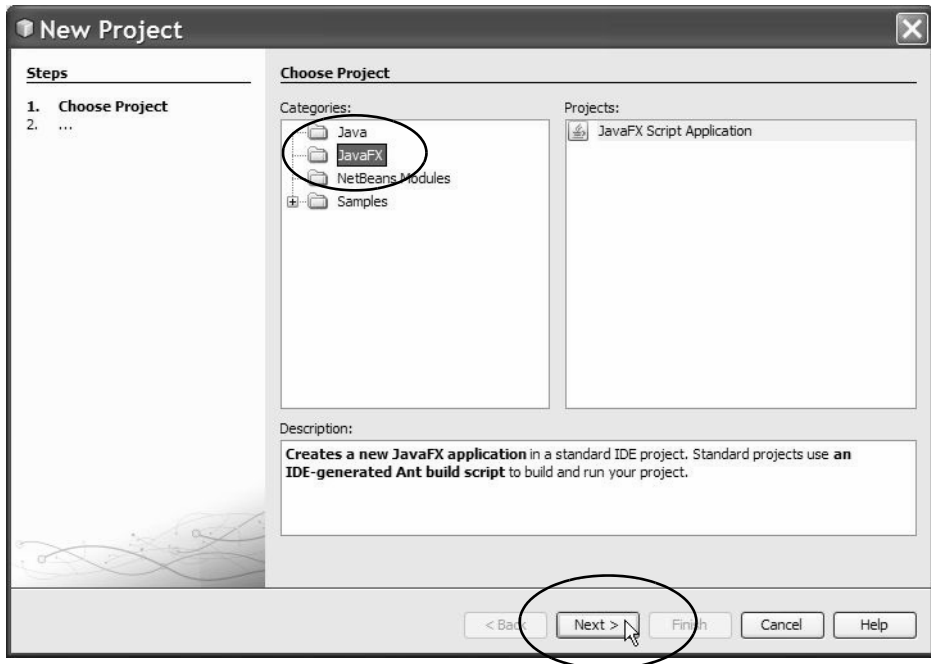 New Project
Steps
1. Choose Project
2. ...
Choose Project
Categories:
Java
JavaFX
NetBeans Modules
Samples
Projects:
JavaFX Script Application
Description:
Creates a new JavaFX application in a standard IDE project. Standard projects use an
IDE-generated Ant build script to build and run your project.
< Back Next > Finish Cancel Help